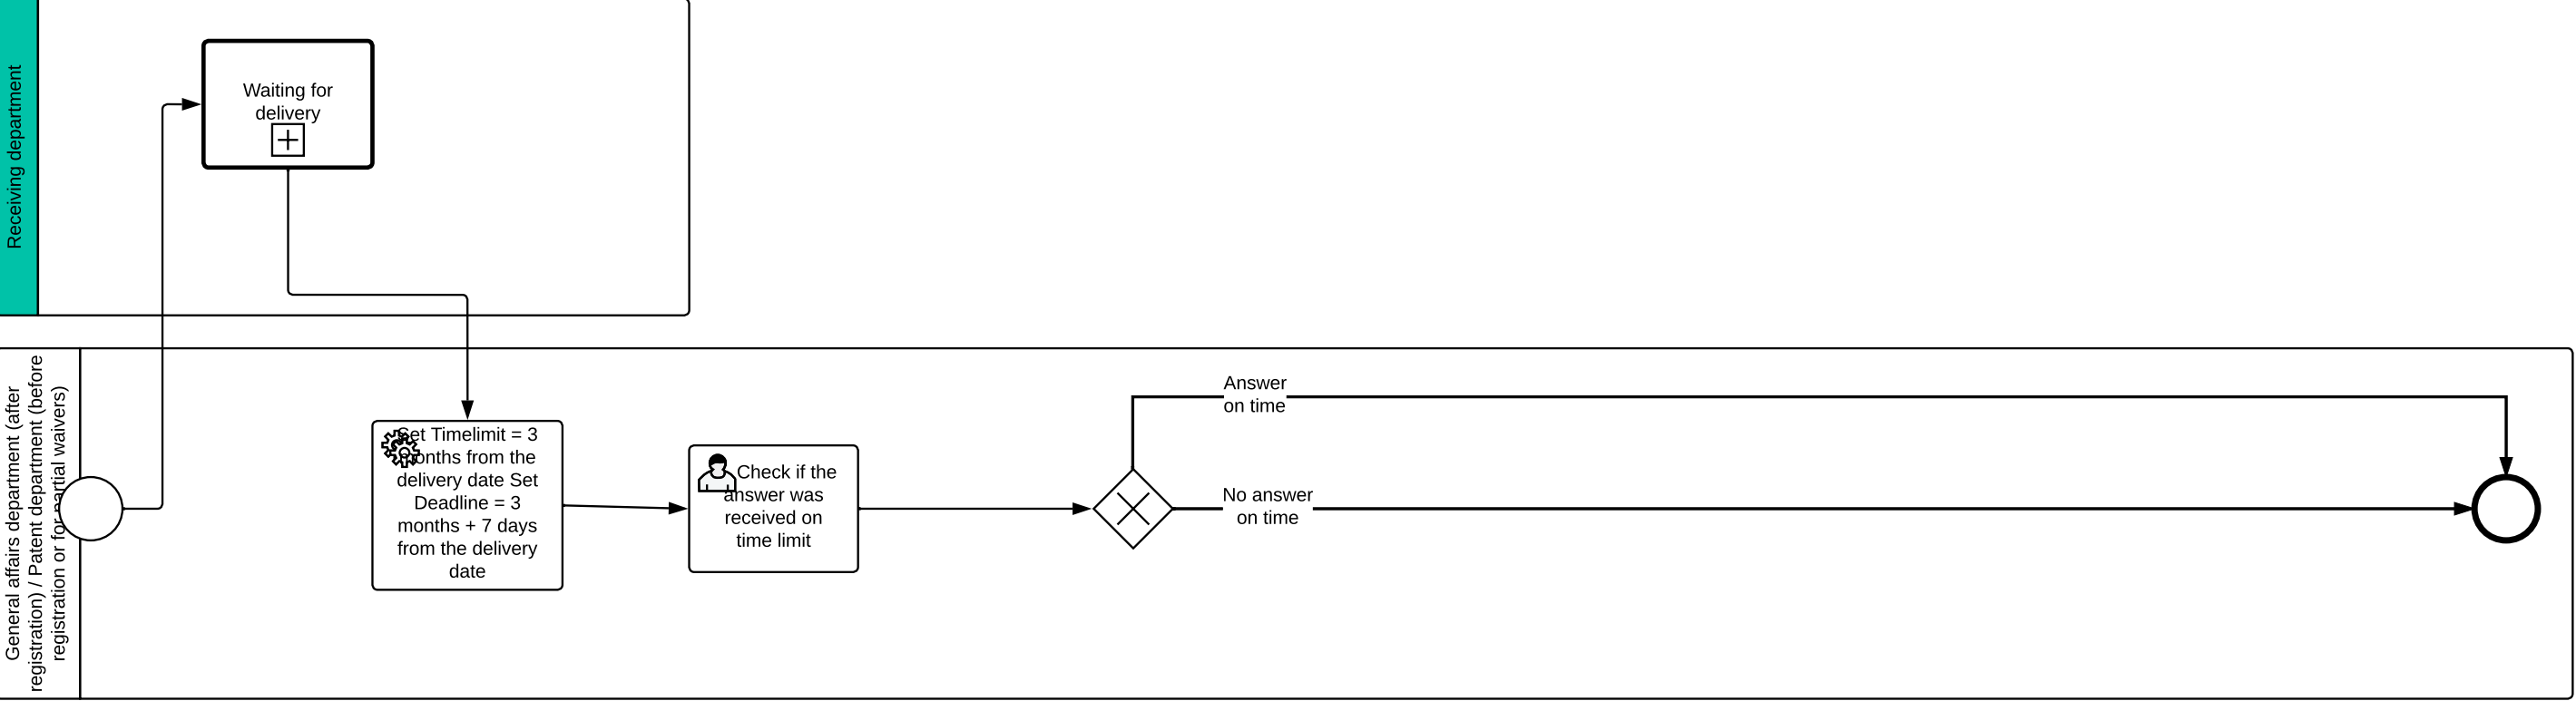 Receiving department
Waiting for
delivery
General affairs department (after
registration) / Patent department (before
registration or for partial waivers)
Set Timelimit = 3
months from the
delivery date Set
Deadline = 3
months + 7 days
from the delivery
date
Check if the
answer was
received on
time limit
Answer
on time
No answer
on time